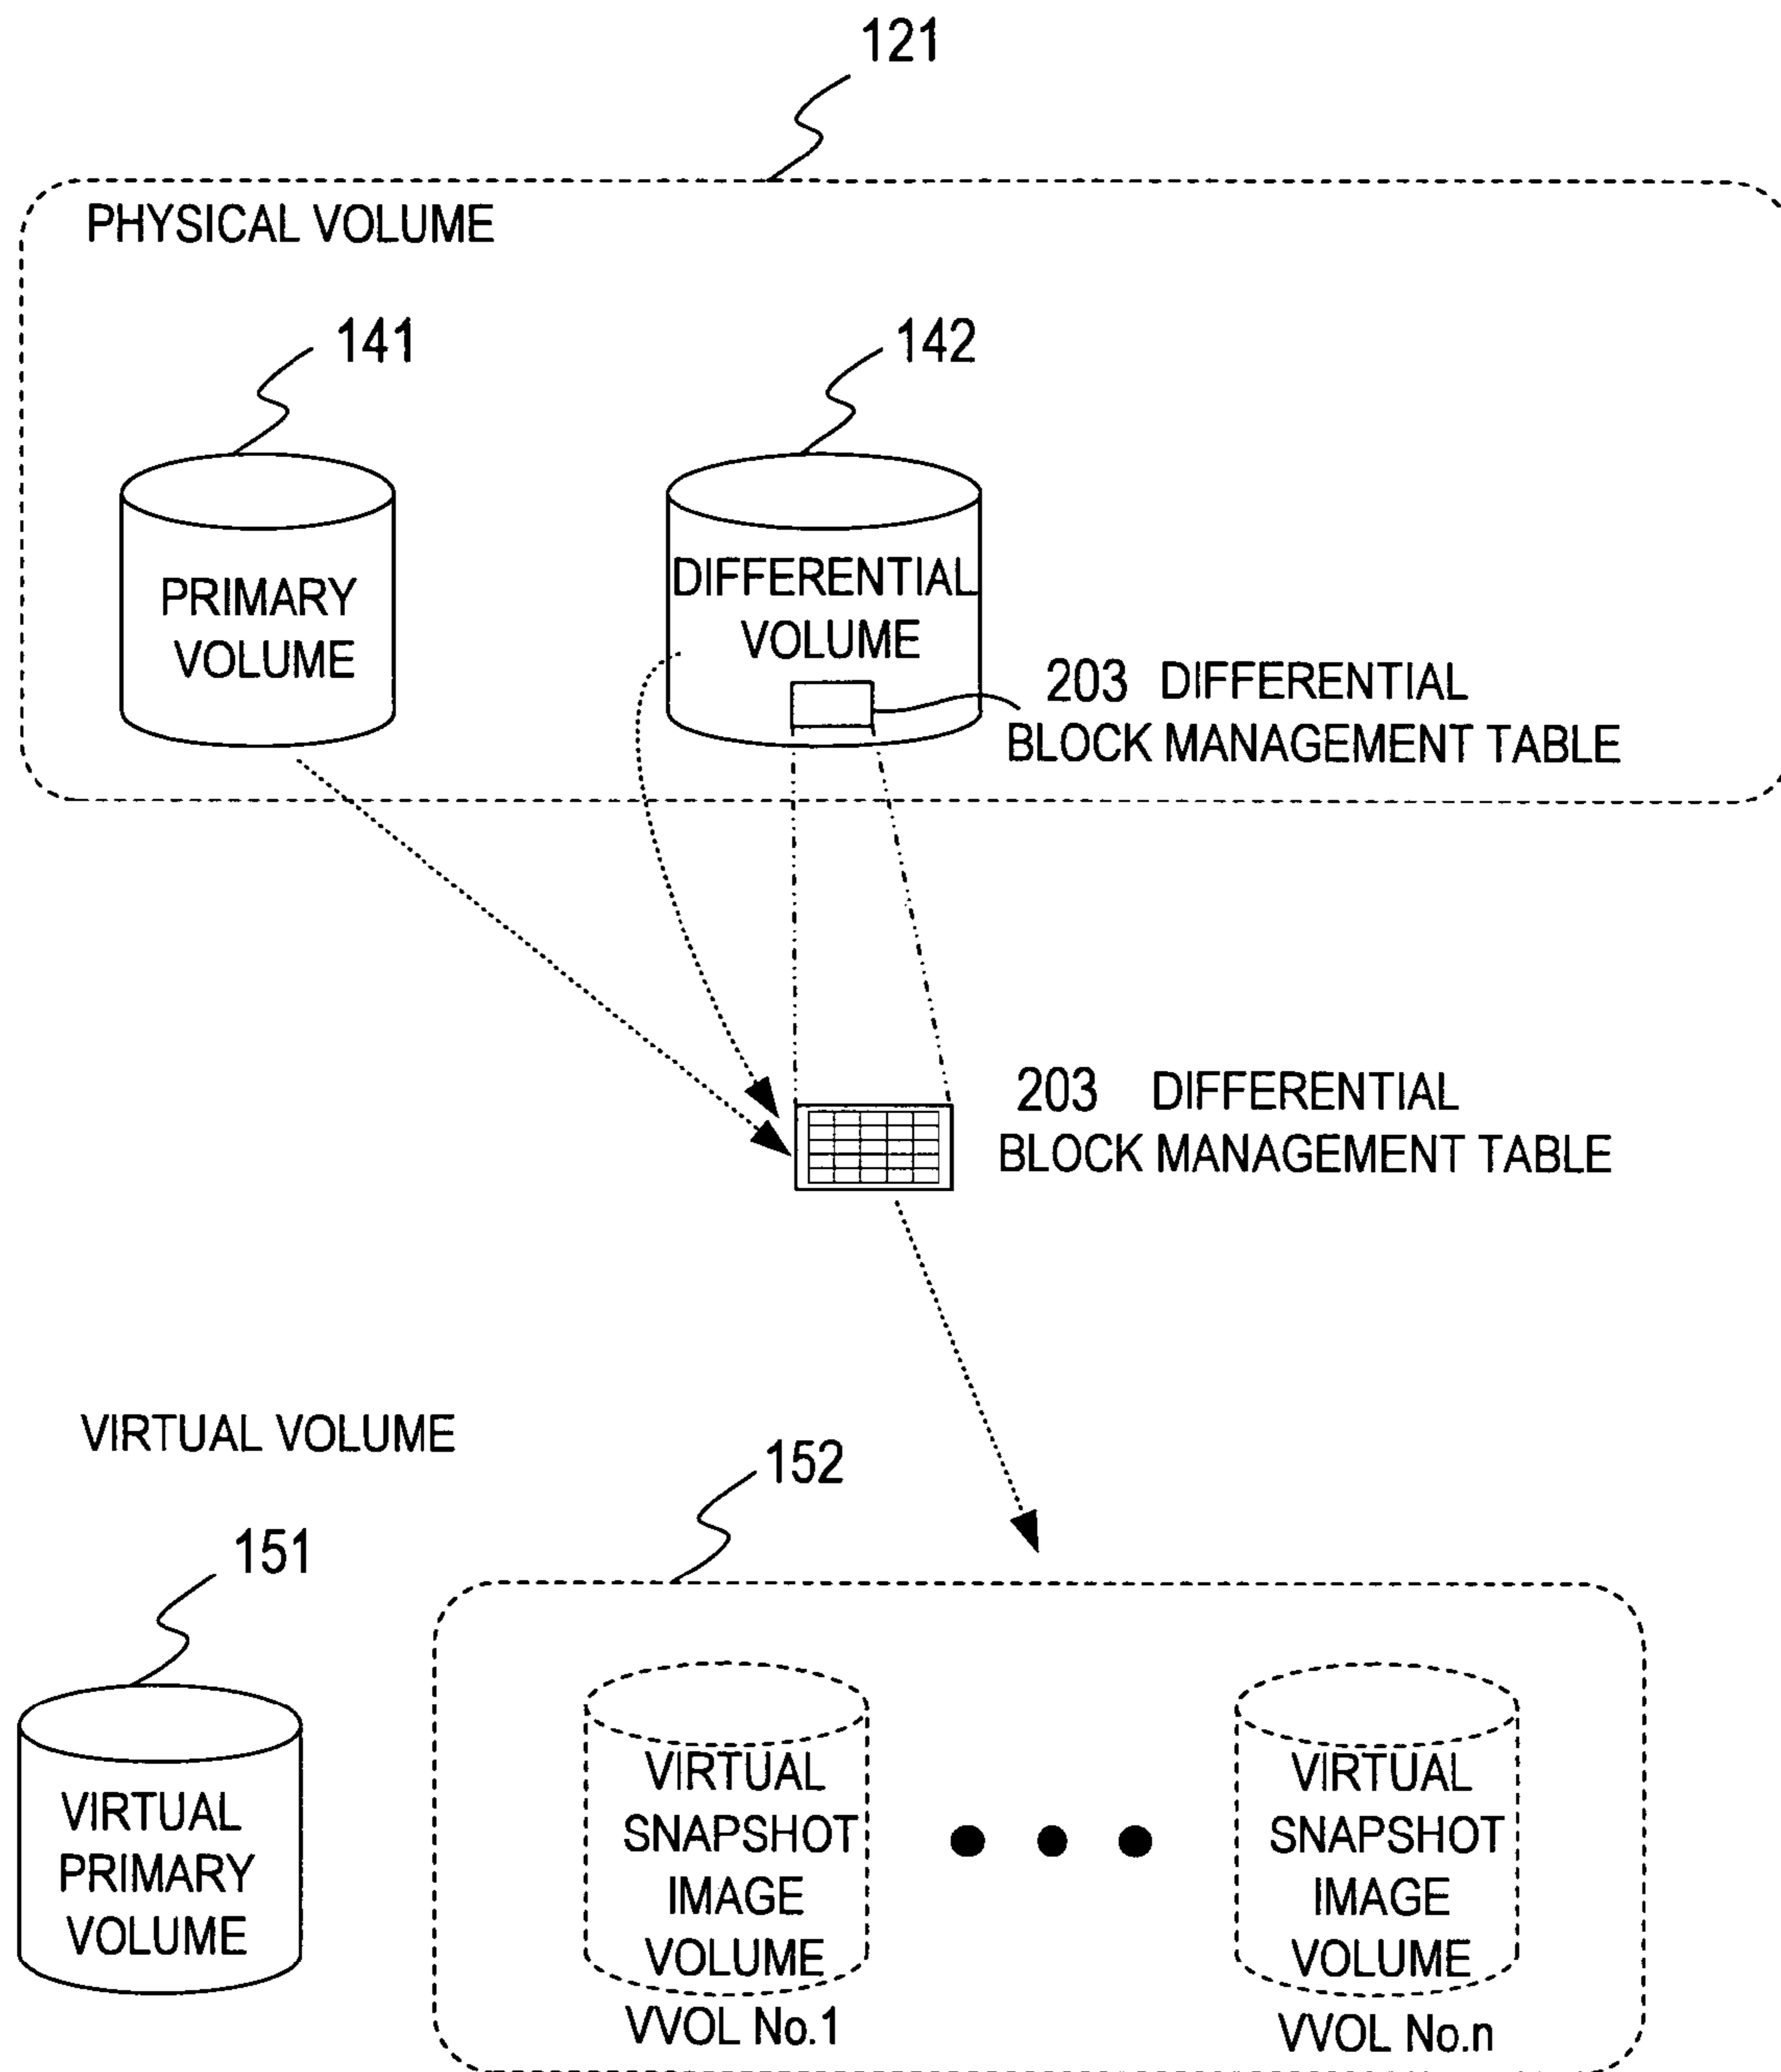 121
PHYSICAL VOLUME
141
142
PRIMARY
VOLUME
DIFFERENTIAL
VOLUME
203 DIFFERENTIAL
BLOCK MANAGEMENT TABLE
203 DIFFERENTIAL
BLOCK MANAGEMENT TABLE
VIRTUAL VOLUME
152
151
VIRTUAL
PRIMARY
VOLUME
VIRTUAL
SNAPSHOT
IMAGE
VOLUME
VVOL No.1
VIRTUAL
SNAPSHOT
IMAGE
VOLUME
VVOL No.n